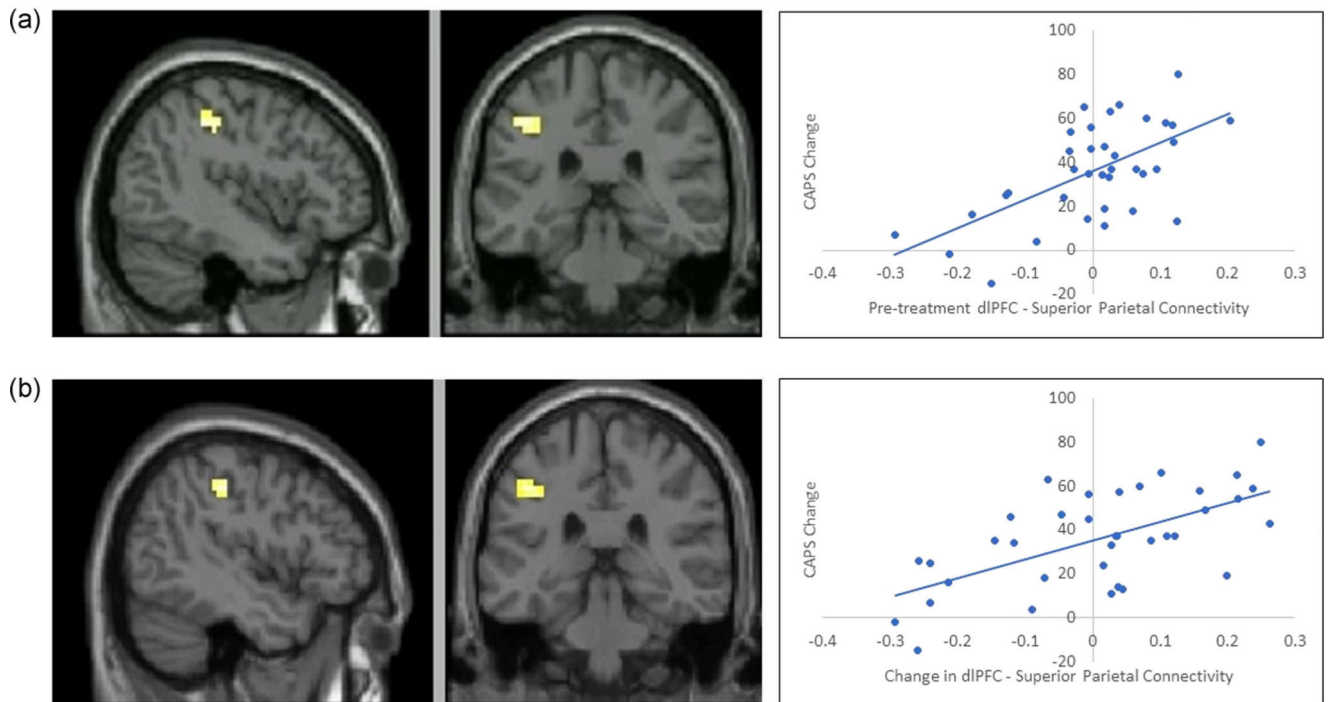 (a)
100
80
60
40
20
0
-20
-0.4 -0.3 -0.2 -0.1 0 0.1 0.2 0.3
CAPS Change
Pre-treatment dlPFC - Superior Parietal Connectivity
(b)
100
80
60
40
20
0
-20
-0.4 -0.3 -0.2 -0.1 0 0.1 0.2 0.3
CAPS Change
Change in dlPFC - Superior Parietal Connectivity